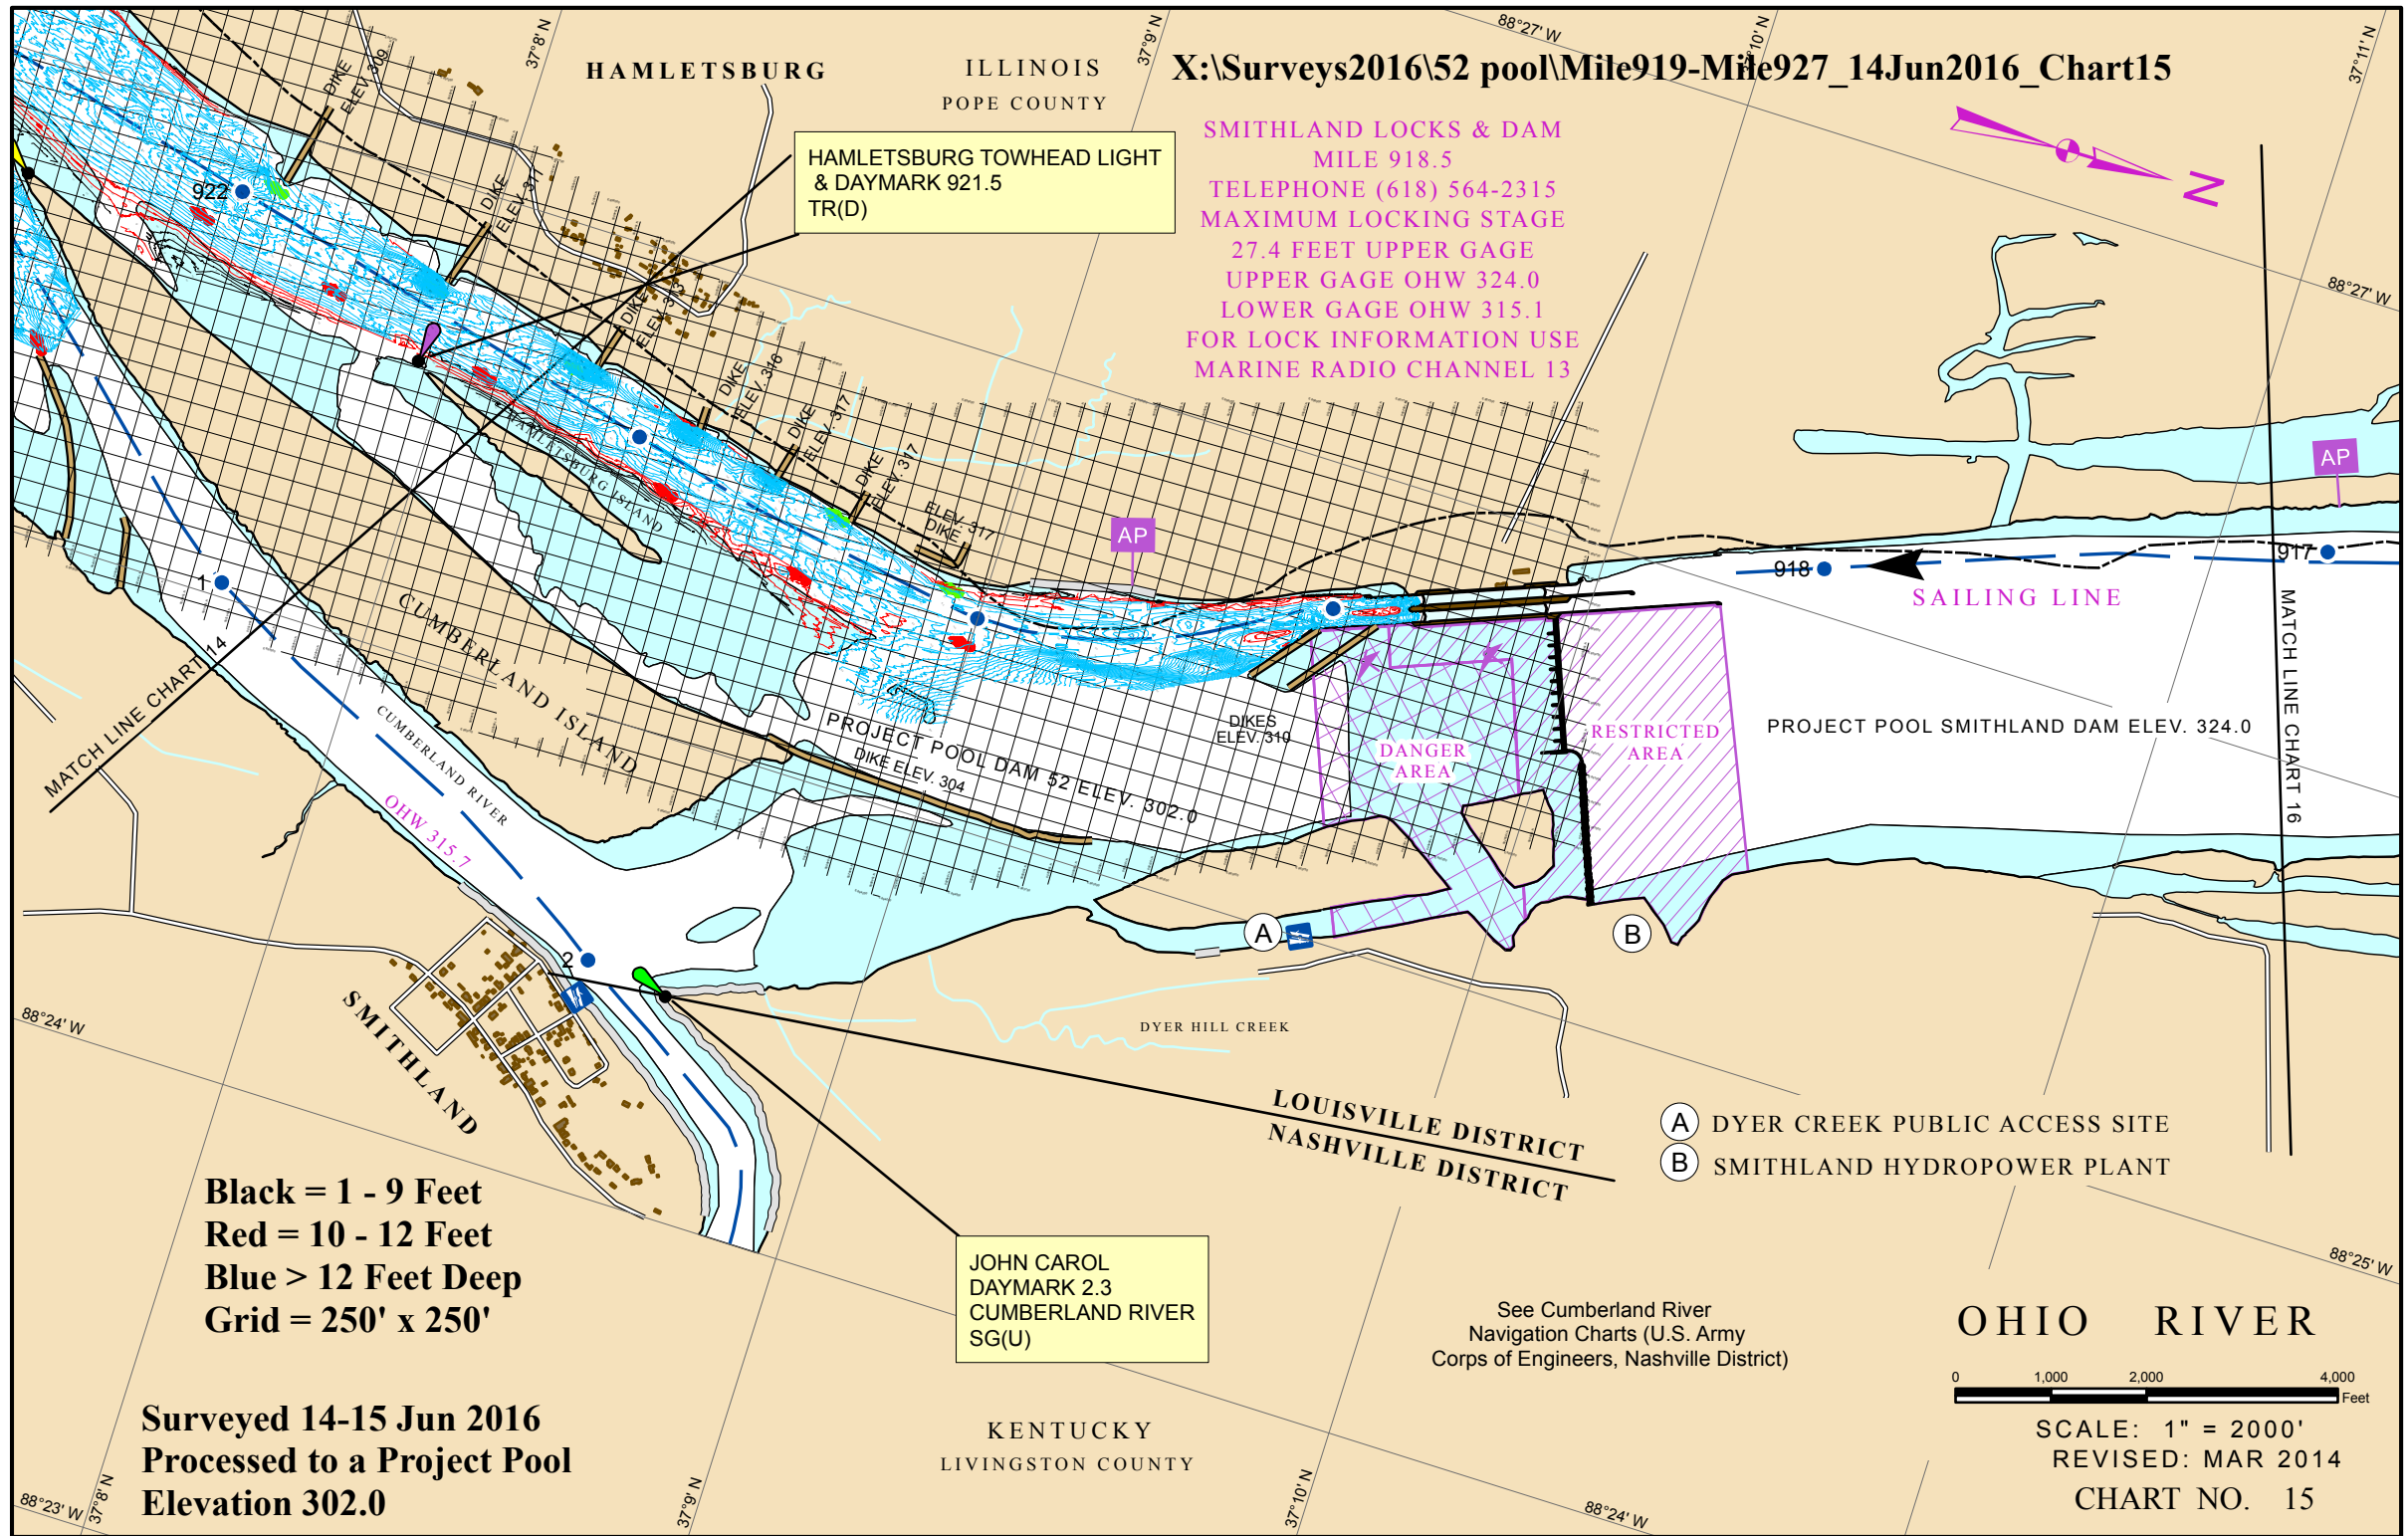 88°27' W
37°8' N
37°9' N
37°10' N
37°11' N
X:\Surveys2016\52 pool\Mile919-Mile927_14Jun2016_Chart15
HAMLETSBURG
ILLINOIS
POPE COUNTY
DIKE
ELEV. 309
HAMLETSBURG TOWHEAD LIGHT
& DAYMARK 921.5
TR(D)
SMITHLAND LOCKS & DAM
MILE 918.5
TELEPHONE (618) 564-2315
MAXIMUM LOCKING STAGE
27.4 FEET UPPER GAGE
UPPER GAGE OHW 324.0
LOWER GAGE OHW 315.1
FOR LOCK INFORMATION USE
MARINE RADIO CHANNEL 13
N
922
DIKE
ELEV. 317
DIKE
ELEV. 313
DIKE
ELEV. 316
DIKE
ELEV. 317
DIKE
ELEV. 317
ELEV. 317
DIKE
88°27' W
AP
AP
HAMLETSBURG ISLAND
918
917
SAILING LINE
MATCH LINE CHART 16
1
CUMBERLAND ISLAND
CUMBERLAND RIVER
OHW 315.7
MATCH LINE CHART 14
PROJECT POOL DAM 52 ELEV. 302.0
DIKE ELEV. 304
DIKES
ELEV. 310
DANGER
AREA
RESTRICTED
AREA
PROJECT POOL SMITHLAND DAM ELEV. 324.0
A
B
2
SMITHLAND
88°24' W
DYER HILL CREEK
LOUISVILLE DISTRICT
NASHVILLE DISTRICT
A DYER CREEK PUBLIC ACCESS SITE
B SMITHLAND HYDROPOWER PLANT
Black = 1 - 9 Feet
Red = 10 - 12 Feet
Blue > 12 Feet Deep
Grid = 250' x 250'
JOHN CAROL
DAYMARK 2.3
CUMBERLAND RIVER
SG(U)
See Cumberland River
Navigation Charts (U.S. Army
Corps of Engineers, Nashville District)
88°25' W
OHIO RIVER
0 1,000 2,000 4,000
Feet
SCALE: 1" = 2000'
REVISED: MAR 2014
CHART NO. 15
Surveyed 14-15 Jun 2016
Processed to a Project Pool
Elevation 302.0
KENTUCKY
LIVINGSTON COUNTY
88°23' W
37°8' N
37°9' N
37°10' N
88°24' W